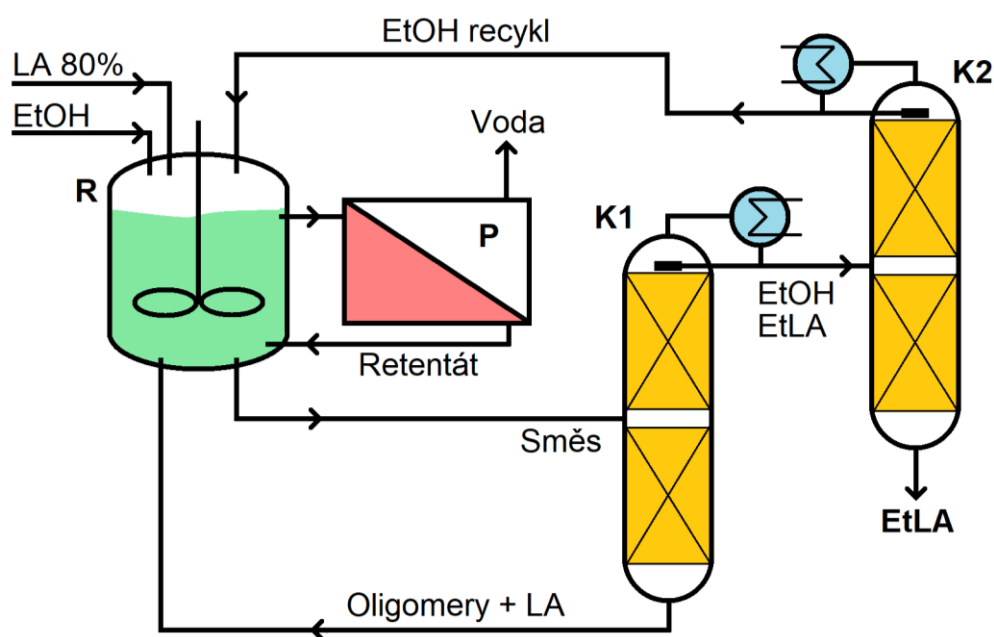 EtOH recykl
K2
LA 80%
EtOH
Voda
R
P
K1
EtOH
EtLA
Retentát
Směs
EtLA
Oligomery + LA